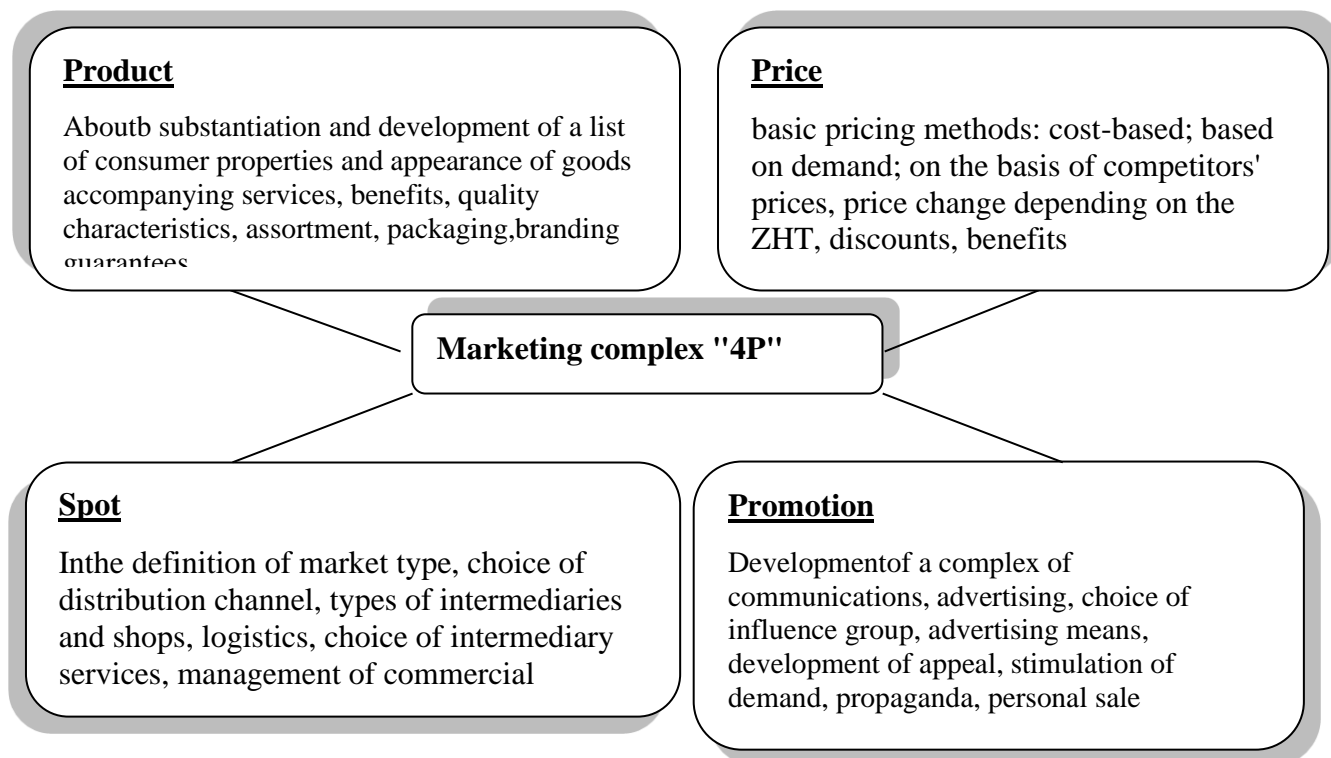 Product
Aboutb substantiation and development of a list
of consumer properties and appearance of goods
accompanying services, benefits, quality
characteristics, assortment, packaging,branding
guarantees
Price
basic pricing methods: cost-based; based
on demand; on the basis of competitors'
prices, price change depending on the
ZHT, discounts, benefits
Marketing complex "4P"
Spot
Inthe definition of market type, choice of
distribution channel, types of intermediaries
and shops, logistics, choice of intermediary
services, management of commercial
Promotion
Developmentof a complex of
communications, advertising, choice of
influence group, advertising means,
development of appeal, stimulation of
demand, propaganda, personal sale